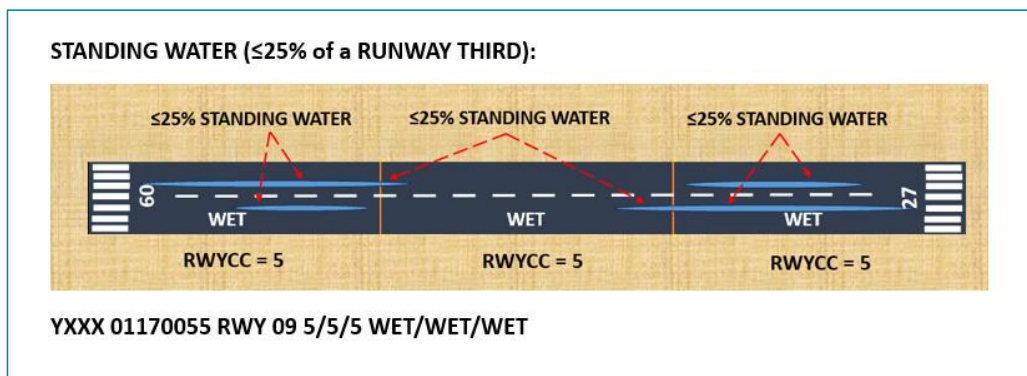 STANDING WATER (≤25% of a RUNWAY THIRD):
≤25% STANDING WATER ≤25% STANDING WATER ≤25% STANDING WATER
09 27
WET WET WET
RWYCC = 5 RWYCC = 5 RWYCC = 5
YXXX 01170055 RWY 09 5/5/5 WET/WET/WET